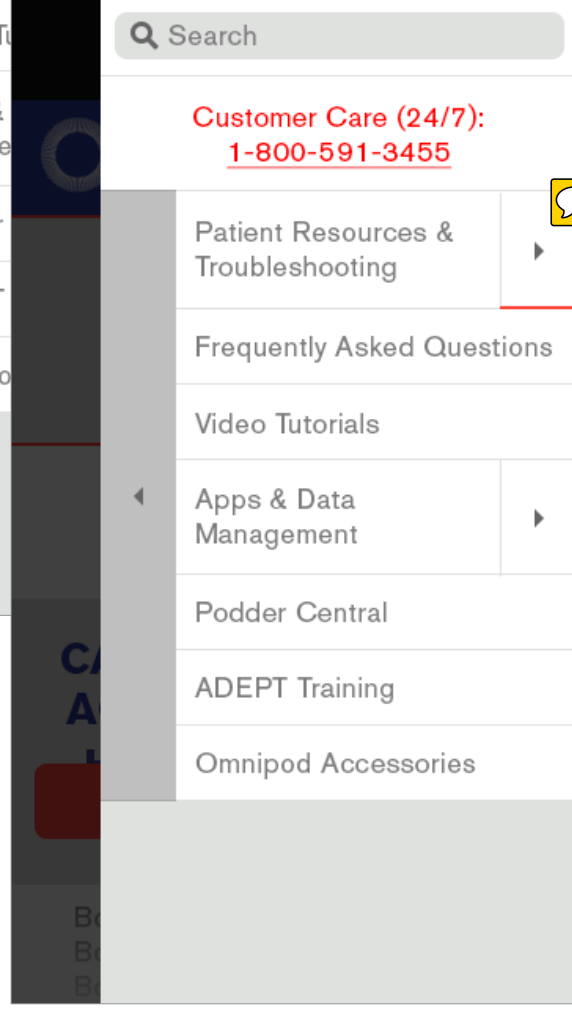 Search
Customer Care (24/7):
1-800-591-3455
Patient Resources &
Troubleshooting
Frequently Asked Questions
Video Tutorials
Apps & Data
Management
Podder Central
ADEPT Training
Omnipod Accessories